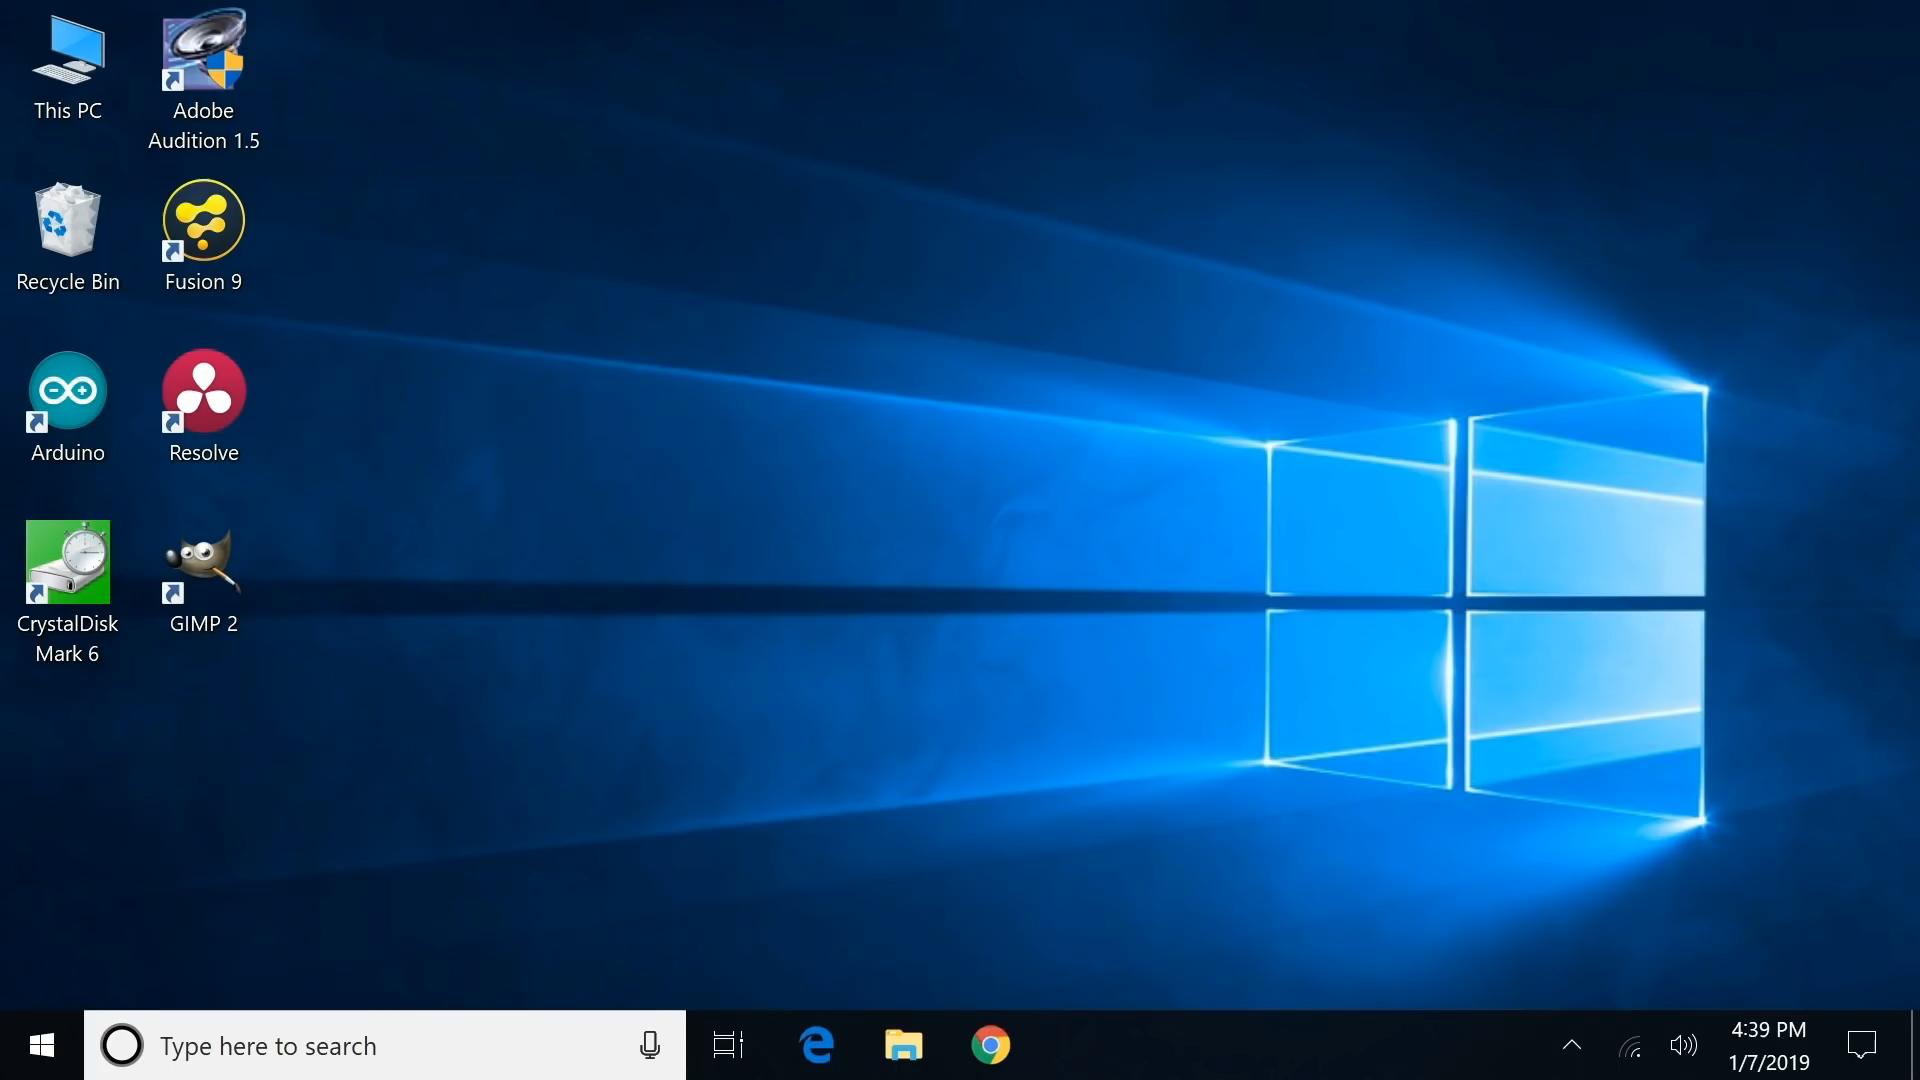 This PC
Adobe
Audition 1.5
Recycle Bin
Fusion 9
Arduino
Resolve
CrystalDisk
Mark 6
GIMP 2
Type here to search
4:39 PM
1/7/2019